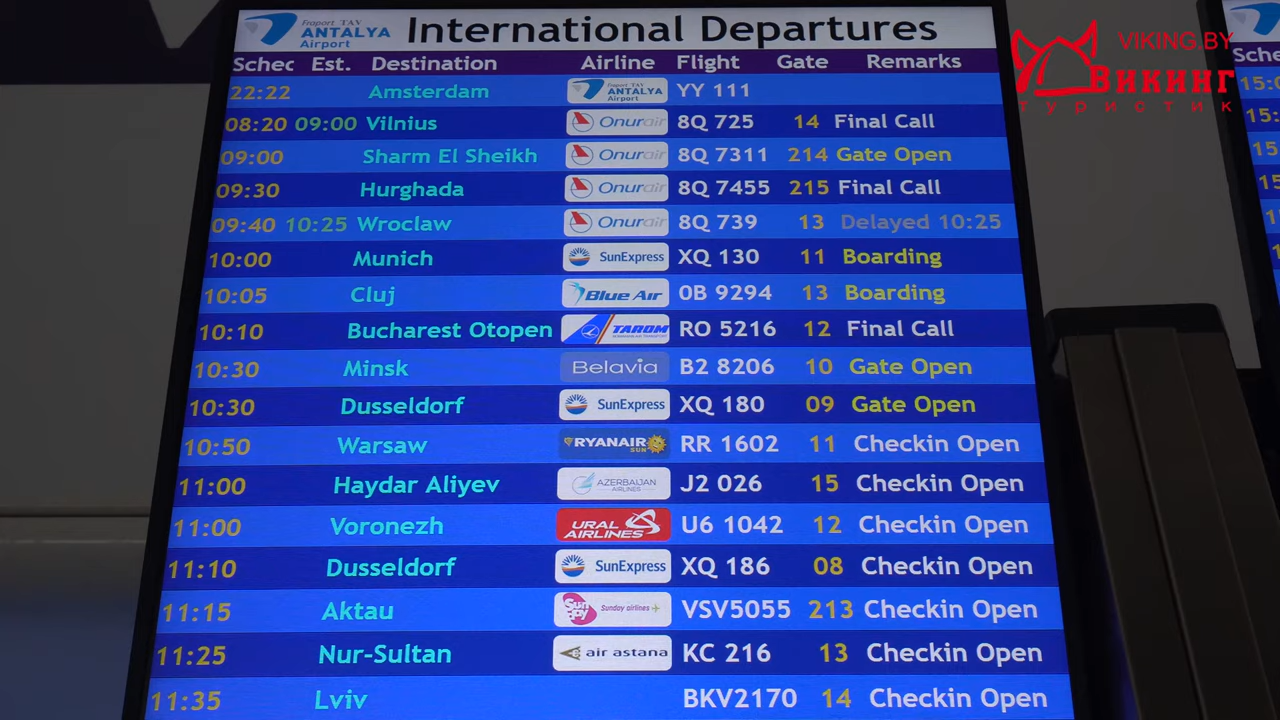 Fraport TAV
ANTALYA
Airport
International Departures
VIKING.BY
ВИКИНГ
туристик
Schec Est. Destination Airline Flight Gate Remarks
22:22 Amsterdam Fraport TAV ANTALYA Airport YY 111
08:20 09:00 Vilnius Onurair 8Q 725 14 Final Call
09:00 Sharm El Sheikh Onurair 8Q 7311 214 Gate Open
09:30 Hurghada Onurair 8Q 7455 215 Final Call
09:40 10:25 Wroclaw Onurair 8Q 739 13 Delayed 10:25
10:00 Munich SunExpress XQ 130 11 Boarding
10:05 Cluj Blue Air 0B 9294 13 Boarding
10:10 Bucharest Otopen TAROM RO 5216 12 Final Call
10:30 Minsk Belavia B2 8206 10 Gate Open
10:30 Dusseldorf SunExpress XQ 180 09 Gate Open
10:50 Warsaw RYANAIR SUN RR 1602 11 Checkin Open
11:00 Haydar Aliyev AZERBAIJAN AIRLINES J2 026 15 Checkin Open
11:00 Voronezh URAL AIRLINES U6 1042 12 Checkin Open
11:10 Dusseldorf SunExpress XQ 186 08 Checkin Open
11:15 Aktau Sunday airlines VSV5055 213 Checkin Open
11:25 Nur-Sultan air astana KC 216 13 Checkin Open
11:35 Lviv BKV2170 14 Checkin Open